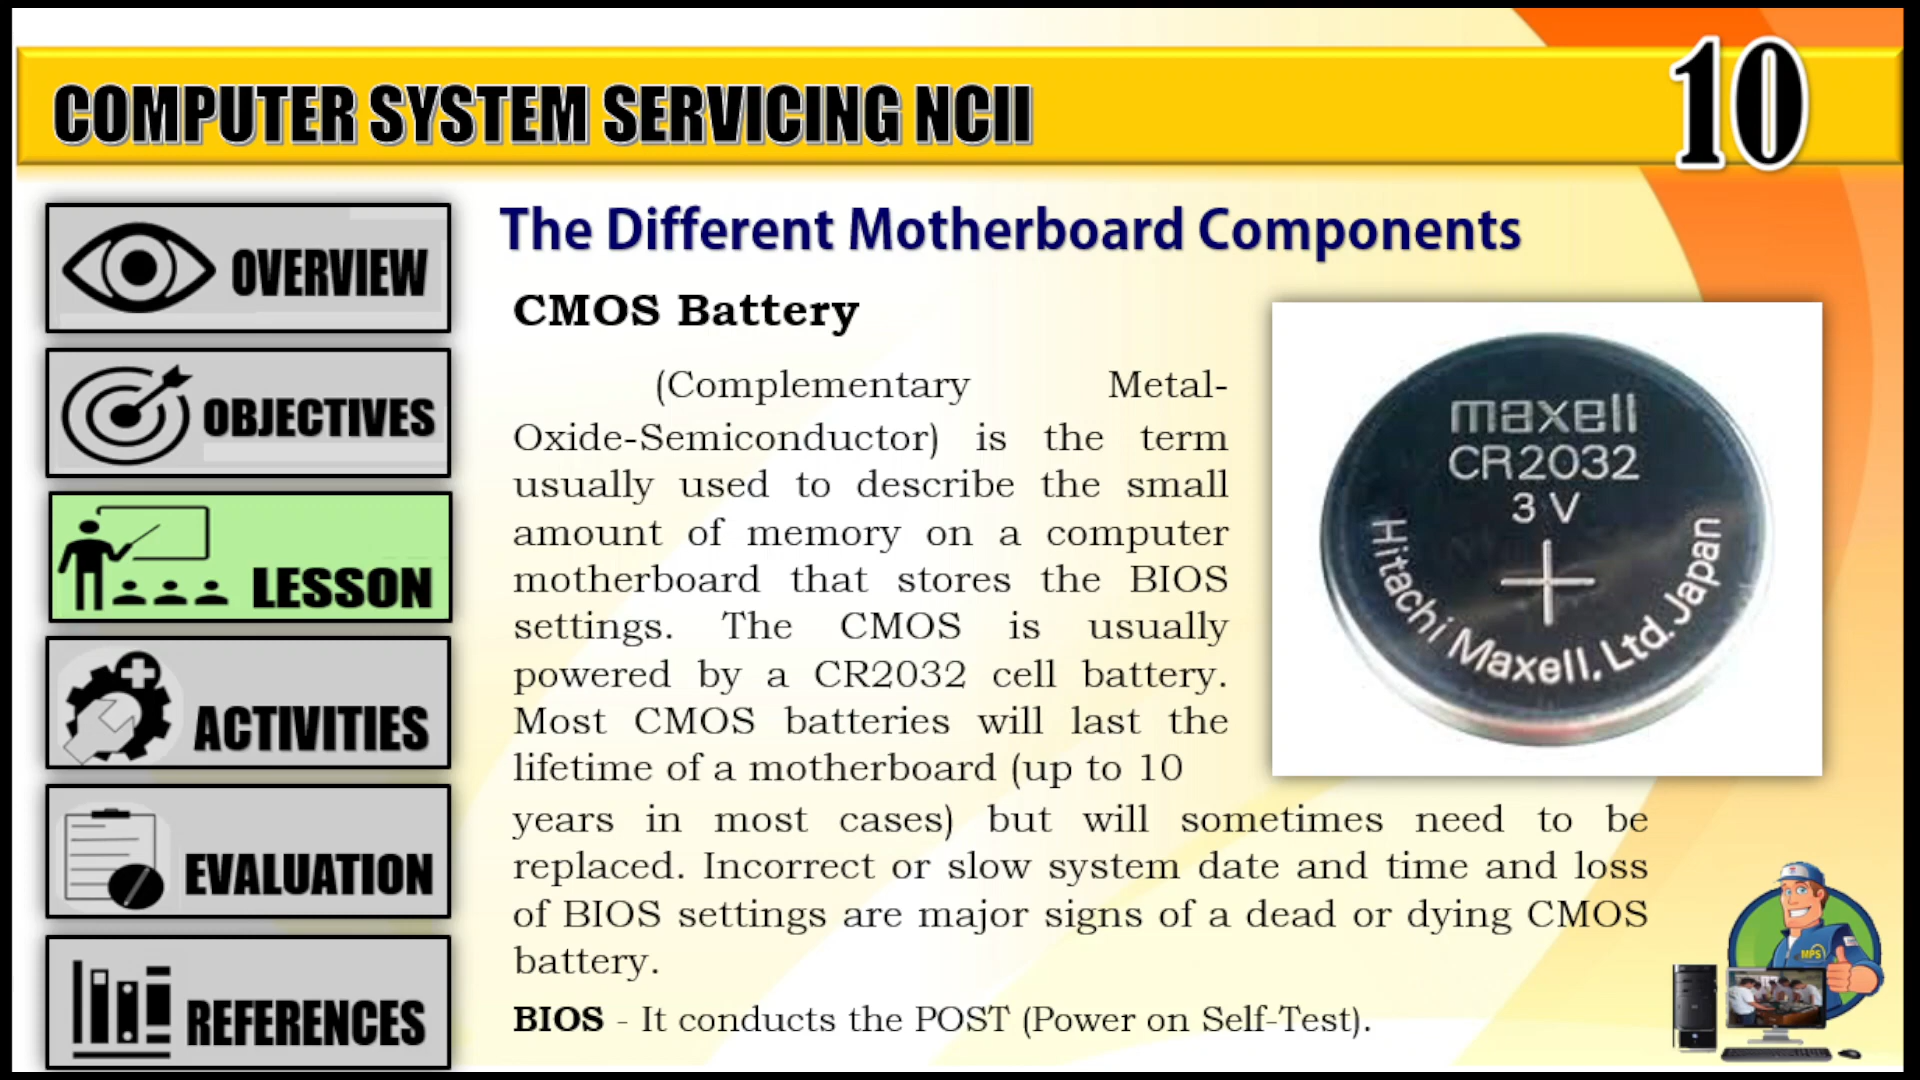 COMPUTER SYSTEM SERVICING NCII
10
OVERVIEW
OBJECTIVES
LESSON
ACTIVITIES
EVALUATION
REFERENCES
The Different Motherboard Components
CMOS Battery
(Complementary Metal-
Oxide-Semiconductor) is the term
usually used to describe the small
amount of memory on a computer
motherboard that stores the BIOS
settings. The CMOS is usually
powered by a CR2032 cell battery.
Most CMOS batteries will last the
lifetime of a motherboard (up to 10
years in most cases) but will sometimes need to be
replaced. Incorrect or slow system date and time and loss
of BIOS settings are major signs of a dead or dying CMOS
battery.
BIOS - It conducts the POST (Power on Self-Test).
maxell
CR2032
3 V
+
Hitachi Maxell, Ltd. Japan
MPS